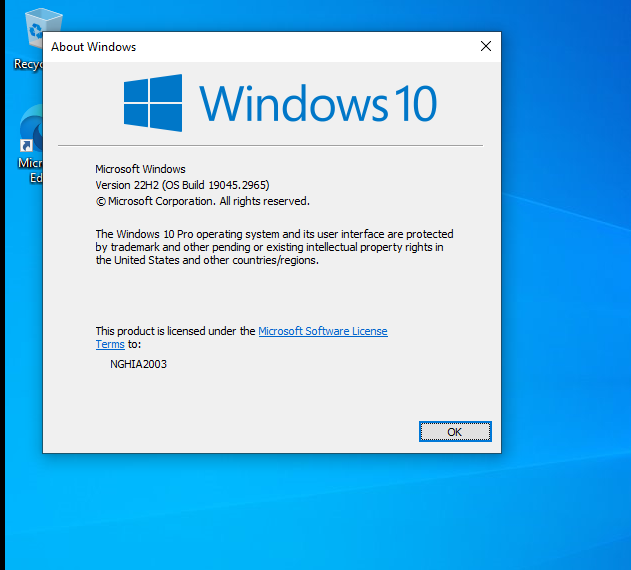 Recyc
About Windows
Windows 10
Micr
Ed
Microsoft Windows
Version 22H2 (OS Build 19045.2965)
© Microsoft Corporation. All rights reserved.
The Windows 10 Pro operating system and its user interface are protected
by trademark and other pending or existing intellectual property rights in
the United States and other countries/regions.
This product is licensed under the Microsoft Software License
Terms to:
NGHIA2003
OK